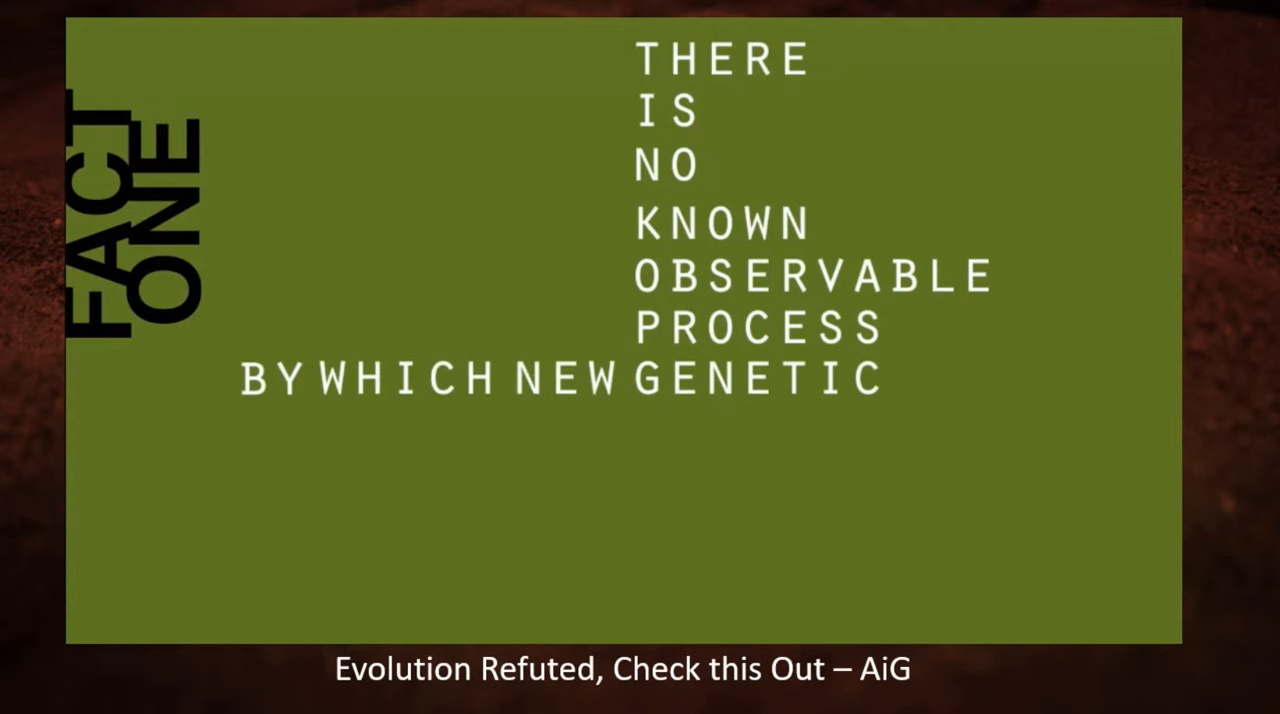 FACT
ONE
THERE
IS
NO
KNOWN
OBSERVABLE
PROCESS
BY WHICH NEW GENETIC
Evolution Refuted, Check this Out – AiG